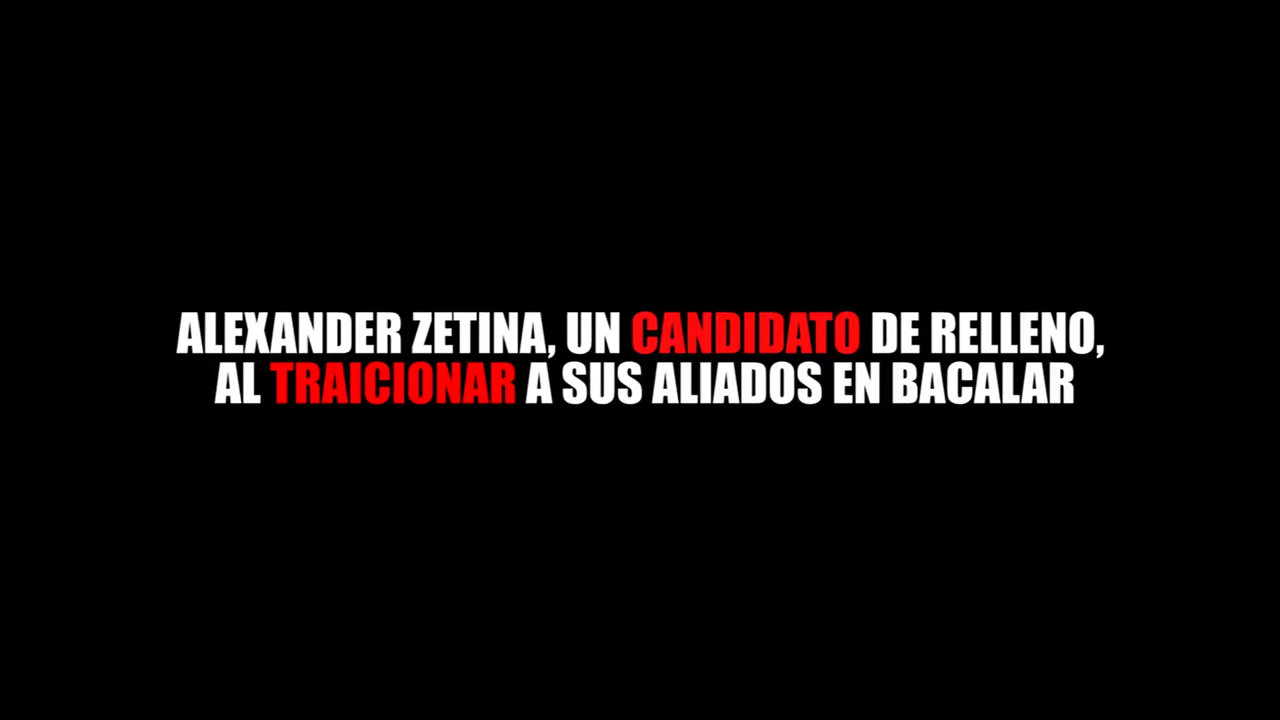 ALEXANDER ZETINA, UN CANDIDATO DE RELLENO,
AL TRAICIONAR A SUS ALIADOS EN BACALAR